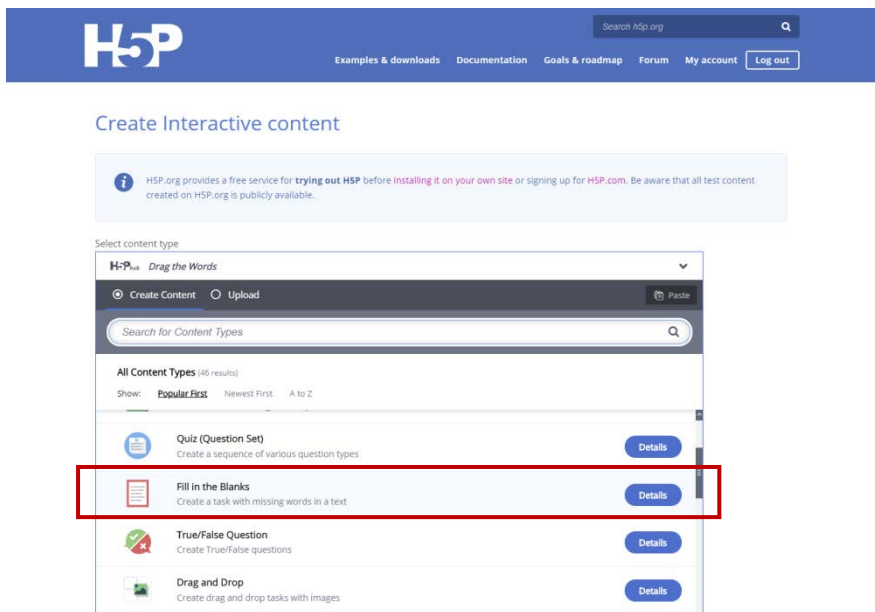 H5P
Search h5p.org
Examples & downloads Documentation Goals & roadmap Forum My account Log out
Create Interactive content
H5P.org provides a free service for trying out H5P before installing it on your own site or signing up for H5P.com. Be aware that all test content
created on H5P.org is publicly available.
Select content type
H5P hub Drag the Words
Create Content Upload Paste
Search for Content Types
All Content Types (46 results)
Show: Popular First Newest First A to Z
Quiz (Question Set)
Create a sequence of various question types
Details
Fill in the Blanks
Create a task with missing words in a text
Details
True/False Question
Create True/False questions
Details
Drag and Drop
Create drag and drop tasks with images
Details